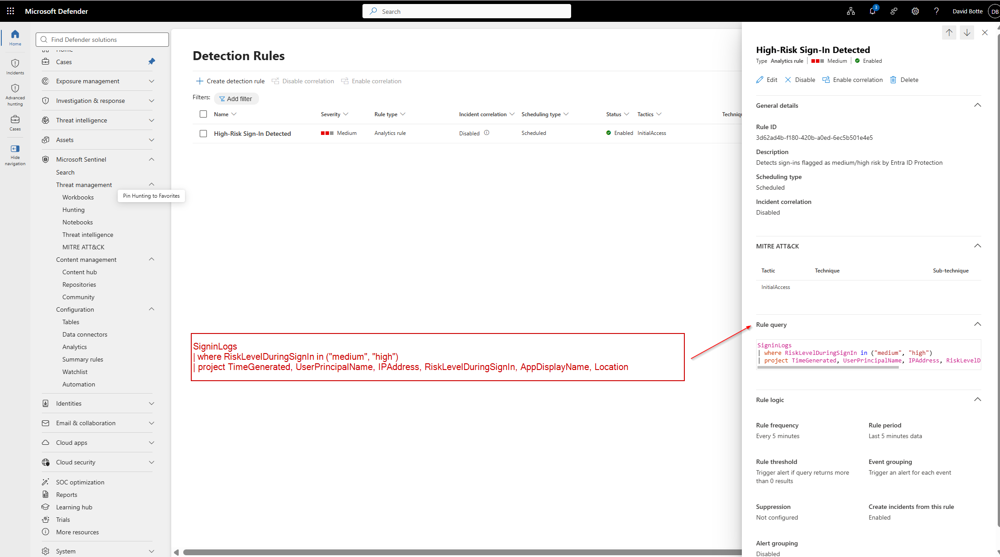 Microsoft Defender
Search
3
David Botte
DB
Home
Incidents
Advanced
hunting
Cases
Hide
navigation
Find Defender solutions
Home
Cases
Exposure management
Investigation & response
Threat intelligence
Assets
Microsoft Sentinel
Search
Threat management
Pin Hunting to Favorites
Workbooks
Hunting
Notebooks
Threat intelligence
MITRE ATT&CK
Content management
Content hub
Repositories
Community
Configuration
Tables
Data connectors
Analytics
Summary rules
Watchlist
Automation
Identities
Email & collaboration
Cloud apps
Cloud security
SOC optimization
Reports
Learning hub
Trials
More resources
System
Detection Rules
Create detection rule Disable correlation Enable correlation
Filters: Add filter
Name Severity Rule type Incident correlation Scheduling type Status Tactics Techniqu
High-Risk Sign-In Detected Medium Analytics rule Disabled Scheduled Enabled InitialAccess
SigninLogs
| where RiskLevelDuringSignIn in ("medium", "high")
| project TimeGenerated, UserPrincipalName, IPAddress, RiskLevelDuringSignIn, AppDisplayName, Location
High-Risk Sign-In Detected
Type Analytics rule | Medium | Enabled
Edit Disable Enable correlation Delete
General details
Rule ID
3d62ad4b-f180-420b-a0ed-6ec5b501e4e5
Description
Detects sign-ins flagged as medium/high risk by Entra ID Protection
Scheduling type
Scheduled
Incident correlation
Disabled
MITRE ATT&CK
Tactic Technique Sub-technique
InitialAccess
Rule query
SigninLogs
| where RiskLevelDuringSignIn in ("medium", "high")
| project TimeGenerated, UserPrincipalName, IPAddress, RiskLevelD
Rule logic
Rule frequency Rule period
Every 5 minutes Last 5 minutes data
Rule threshold Event grouping
Trigger alert if query returns more Trigger an alert for each event
than 0 results
Suppression Create incidents from this rule
Not configured Enabled
Alert grouping
Disabled